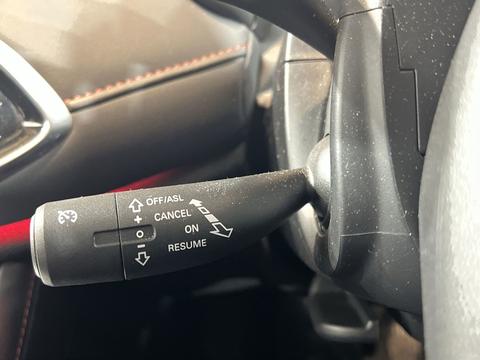 OFF/ASL
+ CANCEL
O ON
- RESUME